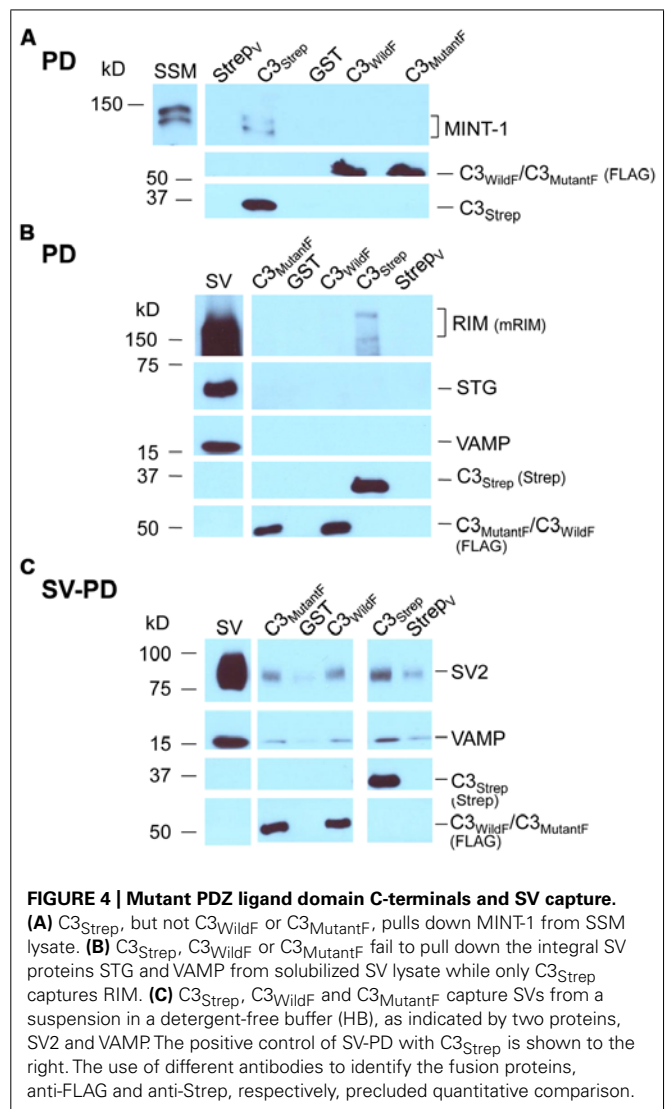 A
PD
kD SSM StrepV C3Strep GST C3WildF C3MutantF
150 —
MINT-1
50 — — C3WildF/C3MutantF (FLAG)
37 —
— C3Strep
B
PD
SV C3MutantF GST C3WildF C3Strep StrepV
kD
RIM (mRIM)
150 —
75 —
— STG
— VAMP
15 —
37 — — C3Strep (Strep)
50 — — C3MutantF/C3WildF
(FLAG)
C
SV-PD
kD SV C3MutantF GST C3WildF C3Strep StrepV
100 —
— SV2
75 —
15 — — VAMP
37 — — C3Strep
(Strep)
50 — — C3WildF/C3MutantF
(FLAG)
FIGURE 4 | Mutant PDZ ligand domain C-terminals and SV capture.
(A) C3Strep, but not C3WildF or C3MutantF, pulls down MINT-1 from SSM
lysate. (B) C3Strep, C3WildF or C3MutantF fail to pull down the integral SV
proteins STG and VAMP from solubilized SV lysate while only C3Strep
captures RIM. (C) C3Strep, C3WildF and C3MutantF capture SVs from a
suspension in a detergent-free buffer (HB), as indicated by two proteins,
SV2 and VAMP. The positive control of SV-PD with C3Strep is shown to the
right. The use of different antibodies to identify the fusion proteins,
anti-FLAG and anti-Strep, respectively, precluded quantitative comparison.